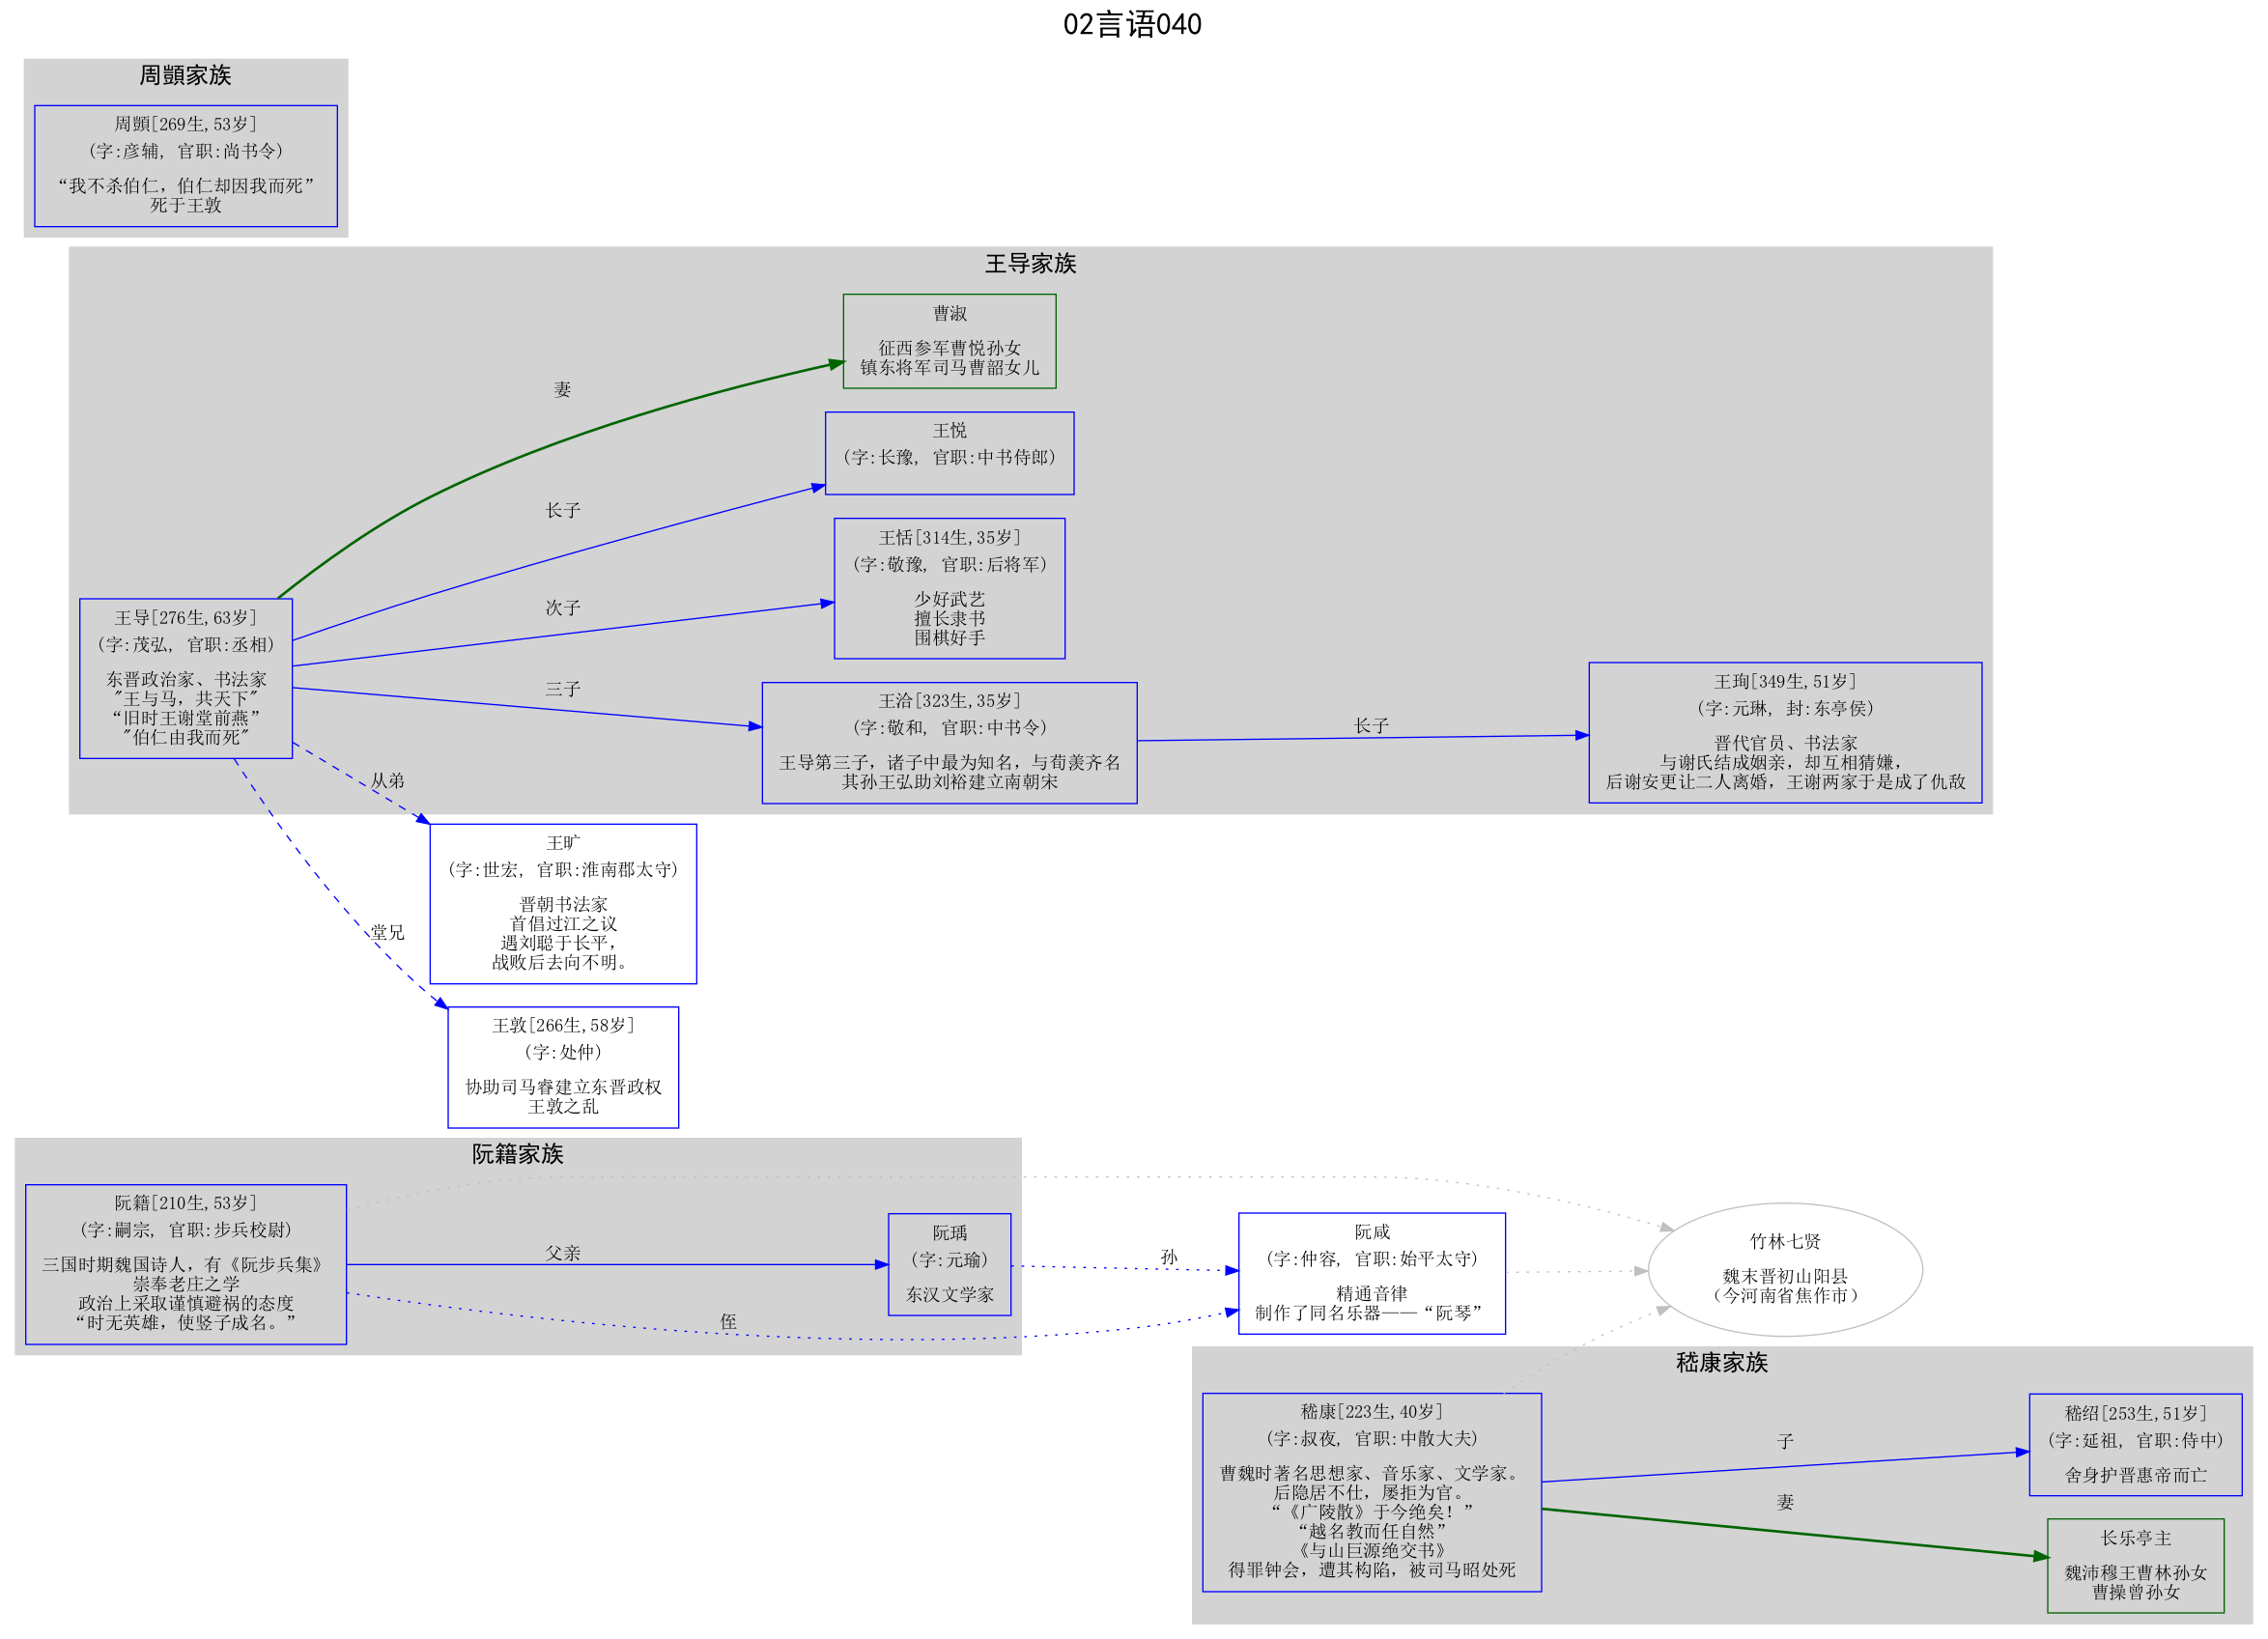 02言语040
周顗家族
周顗[269生,53岁]
(字:彦辅, 官职:尚书令)
“我不杀伯仁，伯仁却因我而死”
死于王敦
王导家族
曹淑
征西参军曹悦孙女
镇东将军司马曹韶女儿
妻
王悦
(字:长豫, 官职:中书侍郎)
长子
王恬[314生,35岁]
(字:敬豫, 官职:后将军)
少好武艺
擅长隶书
围棋好手
次子
王导[276生,63岁]
(字:茂弘, 官职:丞相)
东晋政治家、书法家
"王与马，共天下"
“旧时王谢堂前燕”
"伯仁由我而死"
三子
王洽[323生,35岁]
(字:敬和, 官职:中书令)
王导第三子，诸子中最为知名，与荀羡齐名
其孙王弘助刘裕建立南朝宋
长子
王珣[349生,51岁]
(字:元琳, 封:东亭侯)
晋代官员、书法家
与谢氏结成姻亲，却互相猜嫌，
后谢安更让二人离婚，王谢两家于是成了仇敌
从弟
王旷
(字:世宏, 官职:淮南郡太守)
晋朝书法家
首倡过江之议
遇刘聪于长平，
战败后去向不明。
堂兄
王敦[266生,58岁]
(字:处仲)
协助司马睿建立东晋政权
王敦之乱
阮籍家族
阮籍[210生,53岁]
(字:嗣宗, 官职:步兵校尉)
三国时期魏国诗人，有《阮步兵集》
崇奉老庄之学
政治上采取谨慎避祸的态度
“时无英雄，使竖子成名。”
父亲
阮瑀
(字:元瑜)
东汉文学家
侄
孙
阮咸
(字:仲容, 官职:始平太守)
精通音律
制作了同名乐器——“阮琴”
竹林七贤
魏末晋初山阳县
（今河南省焦作市）
嵇康家族
嵇康[223生,40岁]
(字:叔夜, 官职:中散大夫)
曹魏时著名思想家、音乐家、文学家。
后隐居不仕，屡拒为官。
“《广陵散》于今绝矣！”
“越名教而任自然”
《与山巨源绝交书》
得罪钟会，遭其构陷，被司马昭处死
子
嵇绍[253生,51岁]
(字:延祖, 官职:侍中)
舍身护晋惠帝而亡
妻
长乐亭主
魏沛穆王曹林孙女
曹操曾孙女